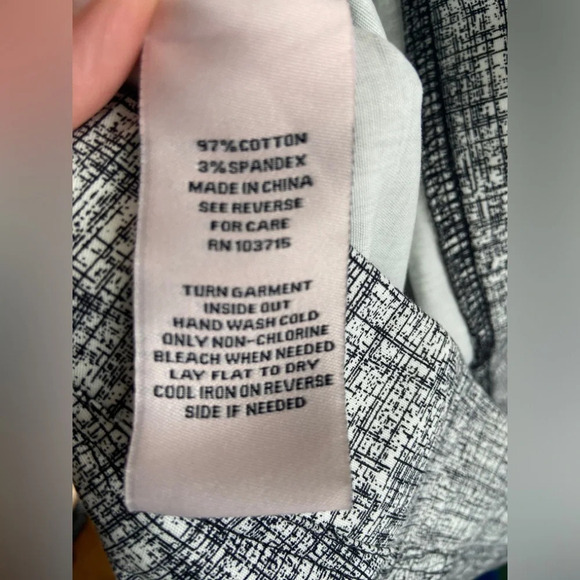 97% COTTON
3% SPANDEX
MADE IN CHINA
SEE REVERSE
FOR CARE
RN 103715
TURN GARMENT
INSIDE OUT
HAND WASH COLD
ONLY NON-CHLORINE
BLEACH WHEN NEEDED
LAY FLAT TO DRY
COOL IRON ON REVERSE
SIDE IF NEEDED